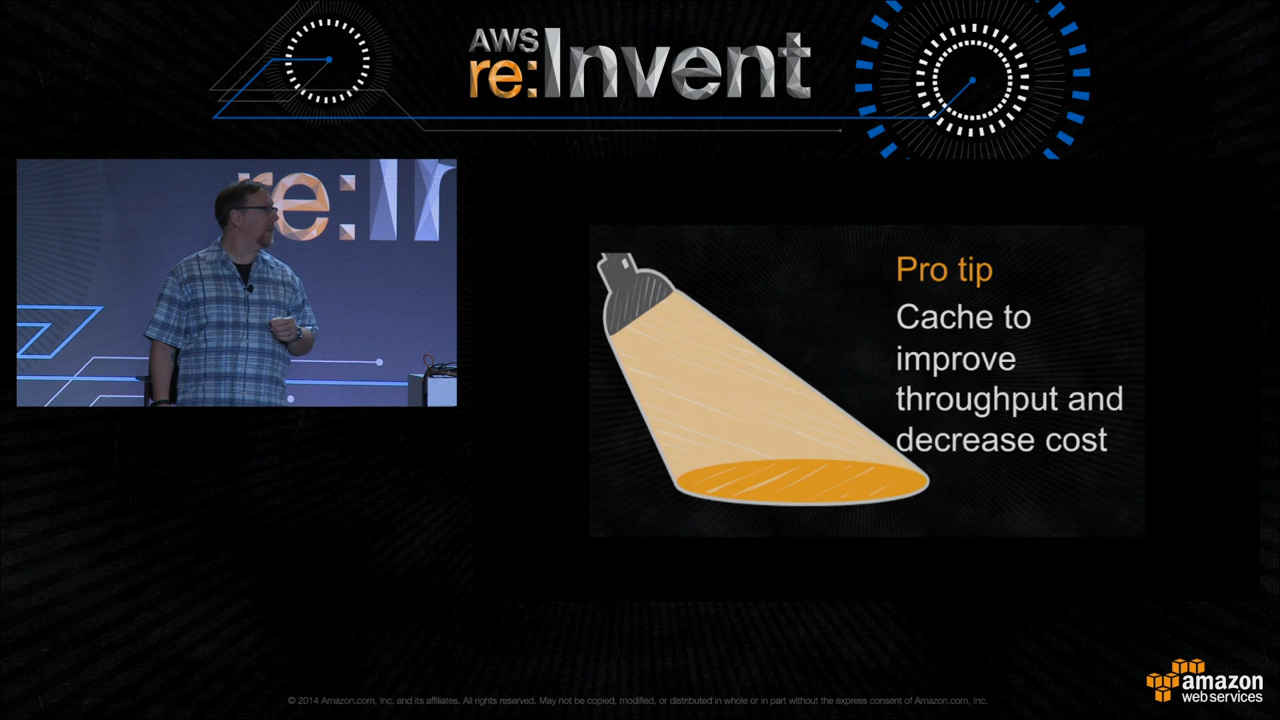 AWS
re:Invent
re:In
Pro tip
Cache to
improve
throughput and
decrease cost
© 2014 Amazon.com, Inc. and its affiliates. All rights reserved. May not be copied, modified, or distributed in whole or in part without the express consent of Amazon.com, Inc.
amazon
web services